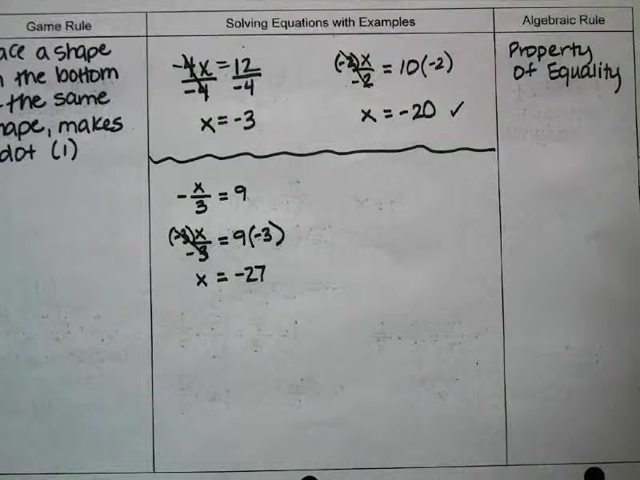 Game Rule
Solving Equations with Examples
Algebraic Rule
ace a shape
the bottom
the same
hape, makes
dot (1)
-4x = 12
-4 -4
x = -3
(-2)x = 10(-2)
-2
x = -20 ✓
-x/3 = 9
(-3)x = 9(-3)
-3
x = -27
Property
of Equality